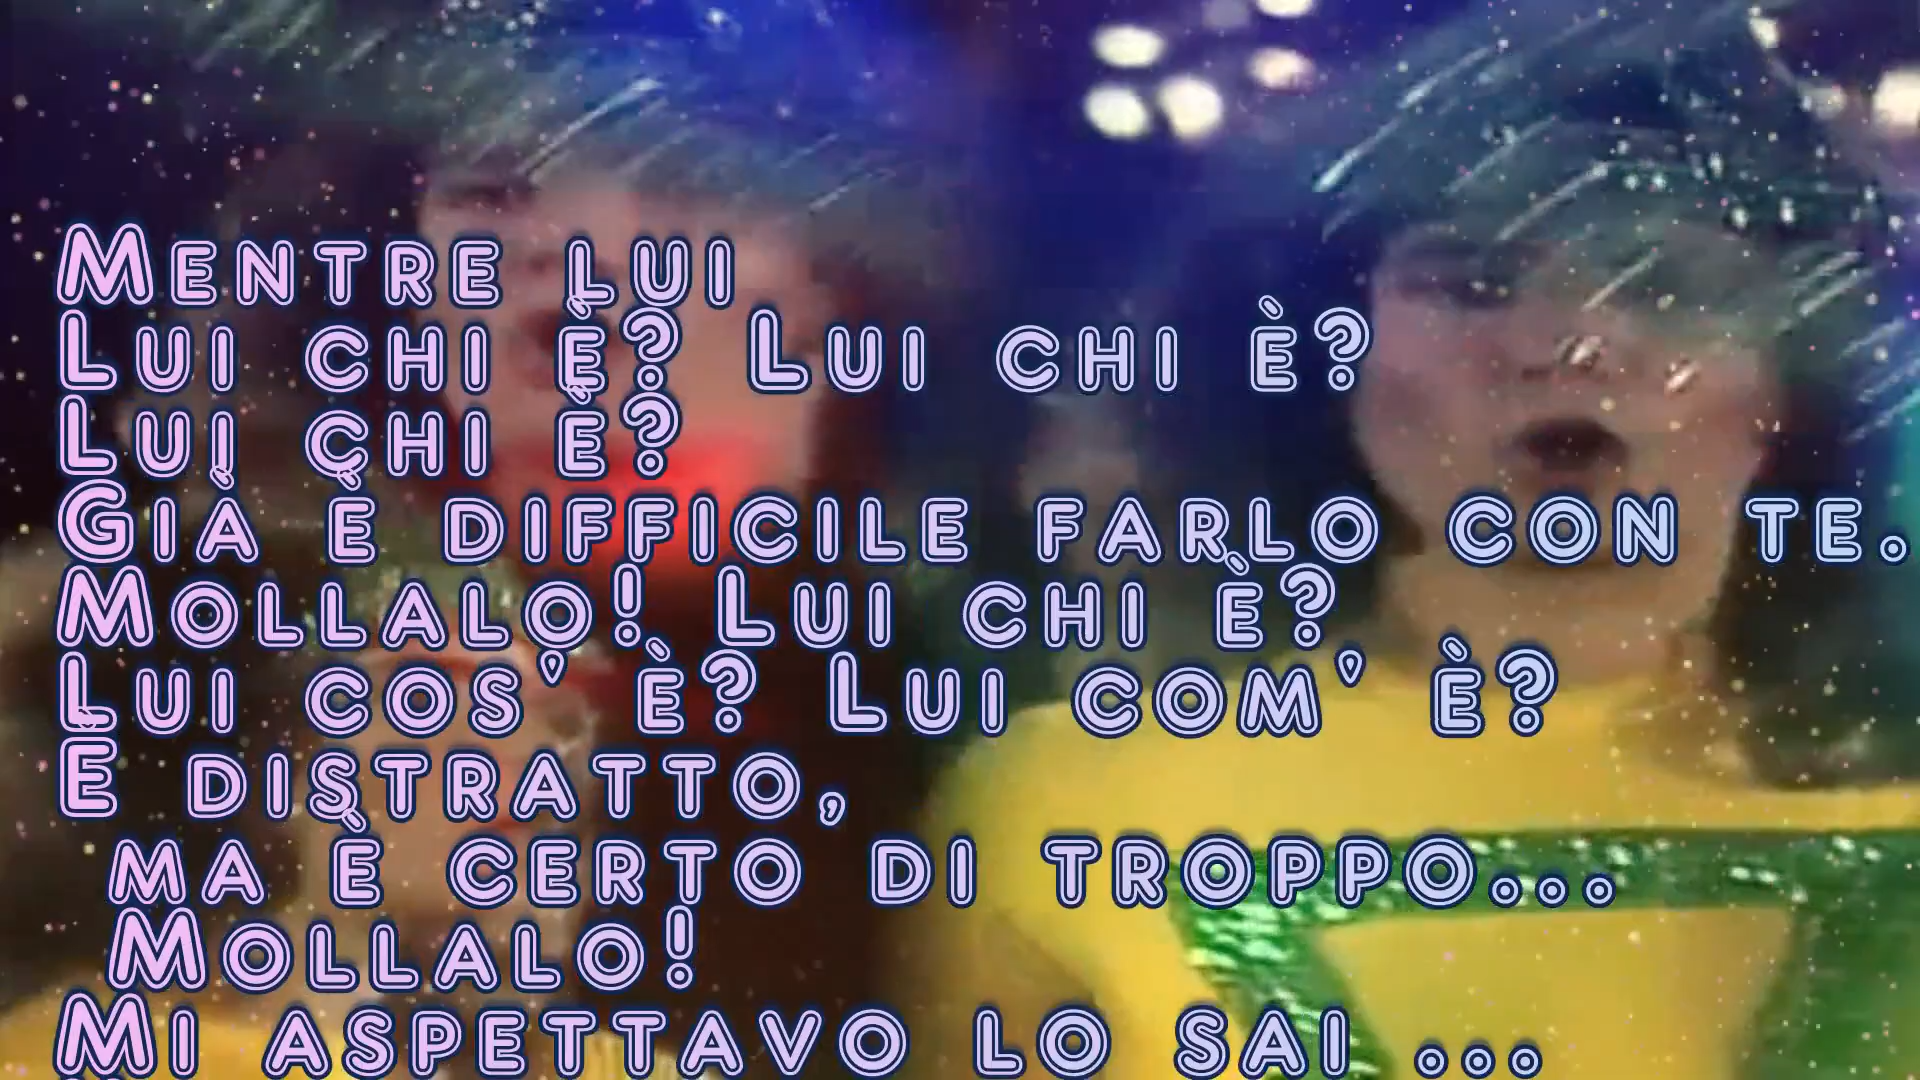 Mentre lui
Lui chi è? Lui chi è?
Lui chi è?
Già è difficile farlo con te.
Mollalo! Lui chi è?
Lui cos' è? Lui com' è?
È distratto,
ma è certo di troppo...
Mollalo!
Mi aspettavo lo sai ...